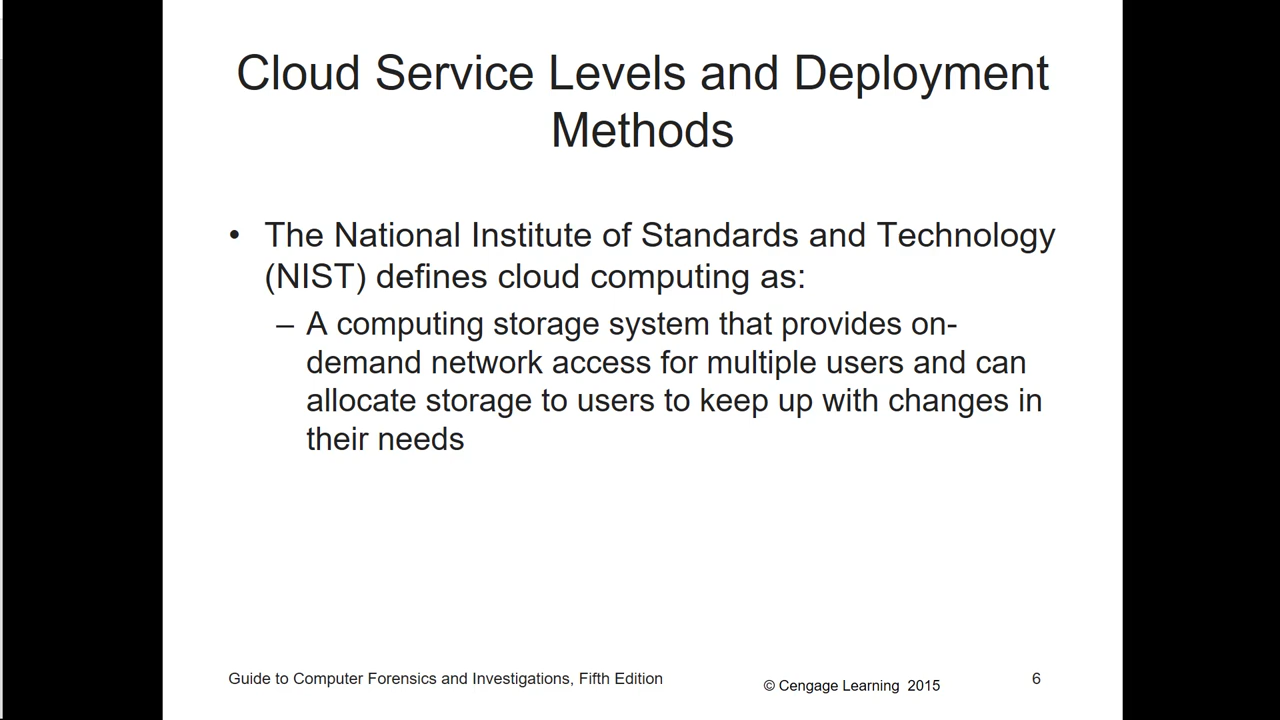 Cloud Service Levels and Deployment
Methods
• The National Institute of Standards and Technology
(NIST) defines cloud computing as:
– A computing storage system that provides on-
demand network access for multiple users and can
allocate storage to users to keep up with changes in
their needs
Guide to Computer Forensics and Investigations, Fifth Edition
© Cengage Learning 2015
6